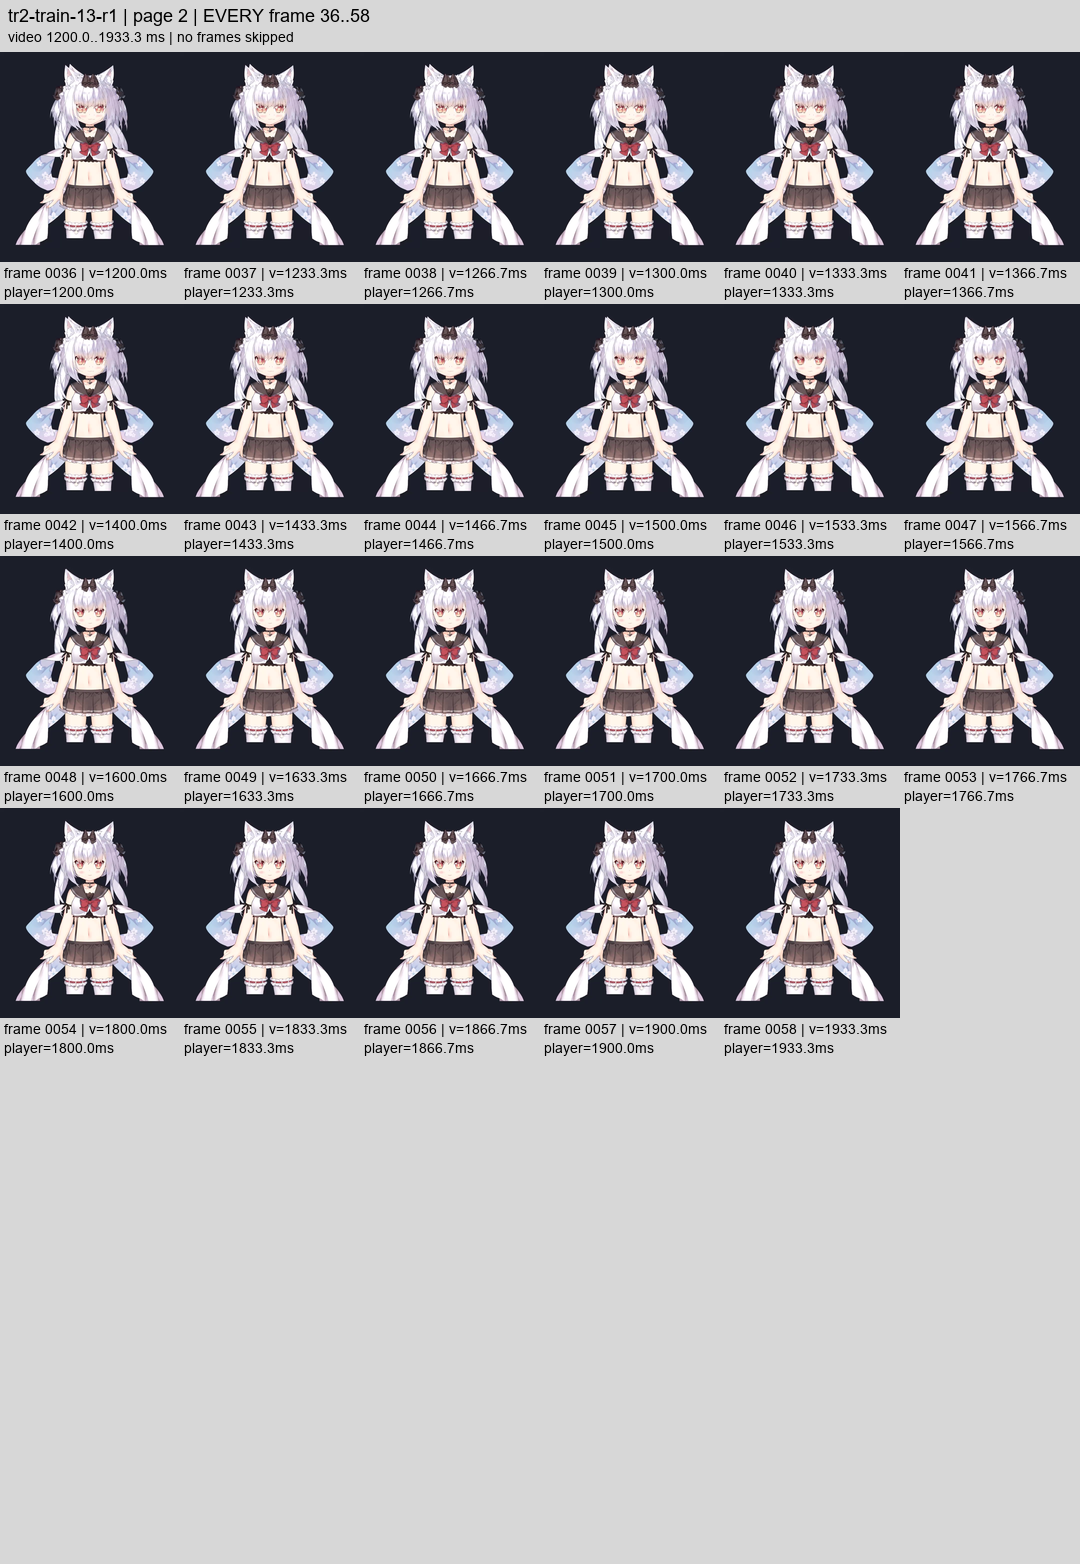 tr2-train-13-r1 | page 2 | EVERY frame 36..58
video 1200.0..1933.3 ms | no frames skipped
frame 0036 | v=1200.0ms
player=1200.0ms
frame 0037 | v=1233.3ms
player=1233.3ms
frame 0038 | v=1266.7ms
player=1266.7ms
frame 0039 | v=1300.0ms
player=1300.0ms
frame 0040 | v=1333.3ms
player=1333.3ms
frame 0041 | v=1366.7ms
player=1366.7ms
frame 0042 | v=1400.0ms
player=1400.0ms
frame 0043 | v=1433.3ms
player=1433.3ms
frame 0044 | v=1466.7ms
player=1466.7ms
frame 0045 | v=1500.0ms
player=1500.0ms
frame 0046 | v=1533.3ms
player=1533.3ms
frame 0047 | v=1566.7ms
player=1566.7ms
frame 0048 | v=1600.0ms
player=1600.0ms
frame 0049 | v=1633.3ms
player=1633.3ms
frame 0050 | v=1666.7ms
player=1666.7ms
frame 0051 | v=1700.0ms
player=1700.0ms
frame 0052 | v=1733.3ms
player=1733.3ms
frame 0053 | v=1766.7ms
player=1766.7ms
frame 0054 | v=1800.0ms
player=1800.0ms
frame 0055 | v=1833.3ms
player=1833.3ms
frame 0056 | v=1866.7ms
player=1866.7ms
frame 0057 | v=1900.0ms
player=1900.0ms
frame 0058 | v=1933.3ms
player=1933.3ms